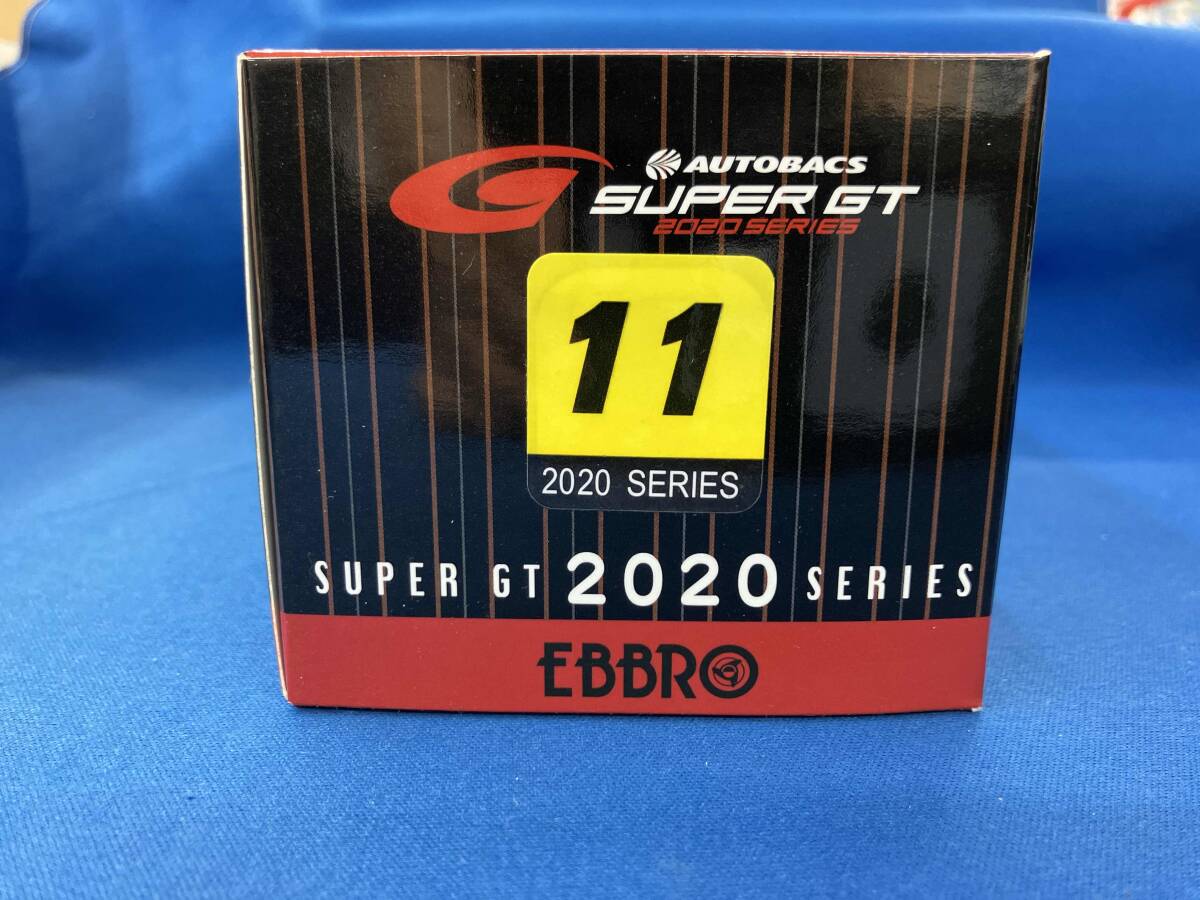 AUTOBACS
SUPER GT
2020 SERIES
11
2020 SERIES
SUPER GT 2020 SERIES
EBBRO